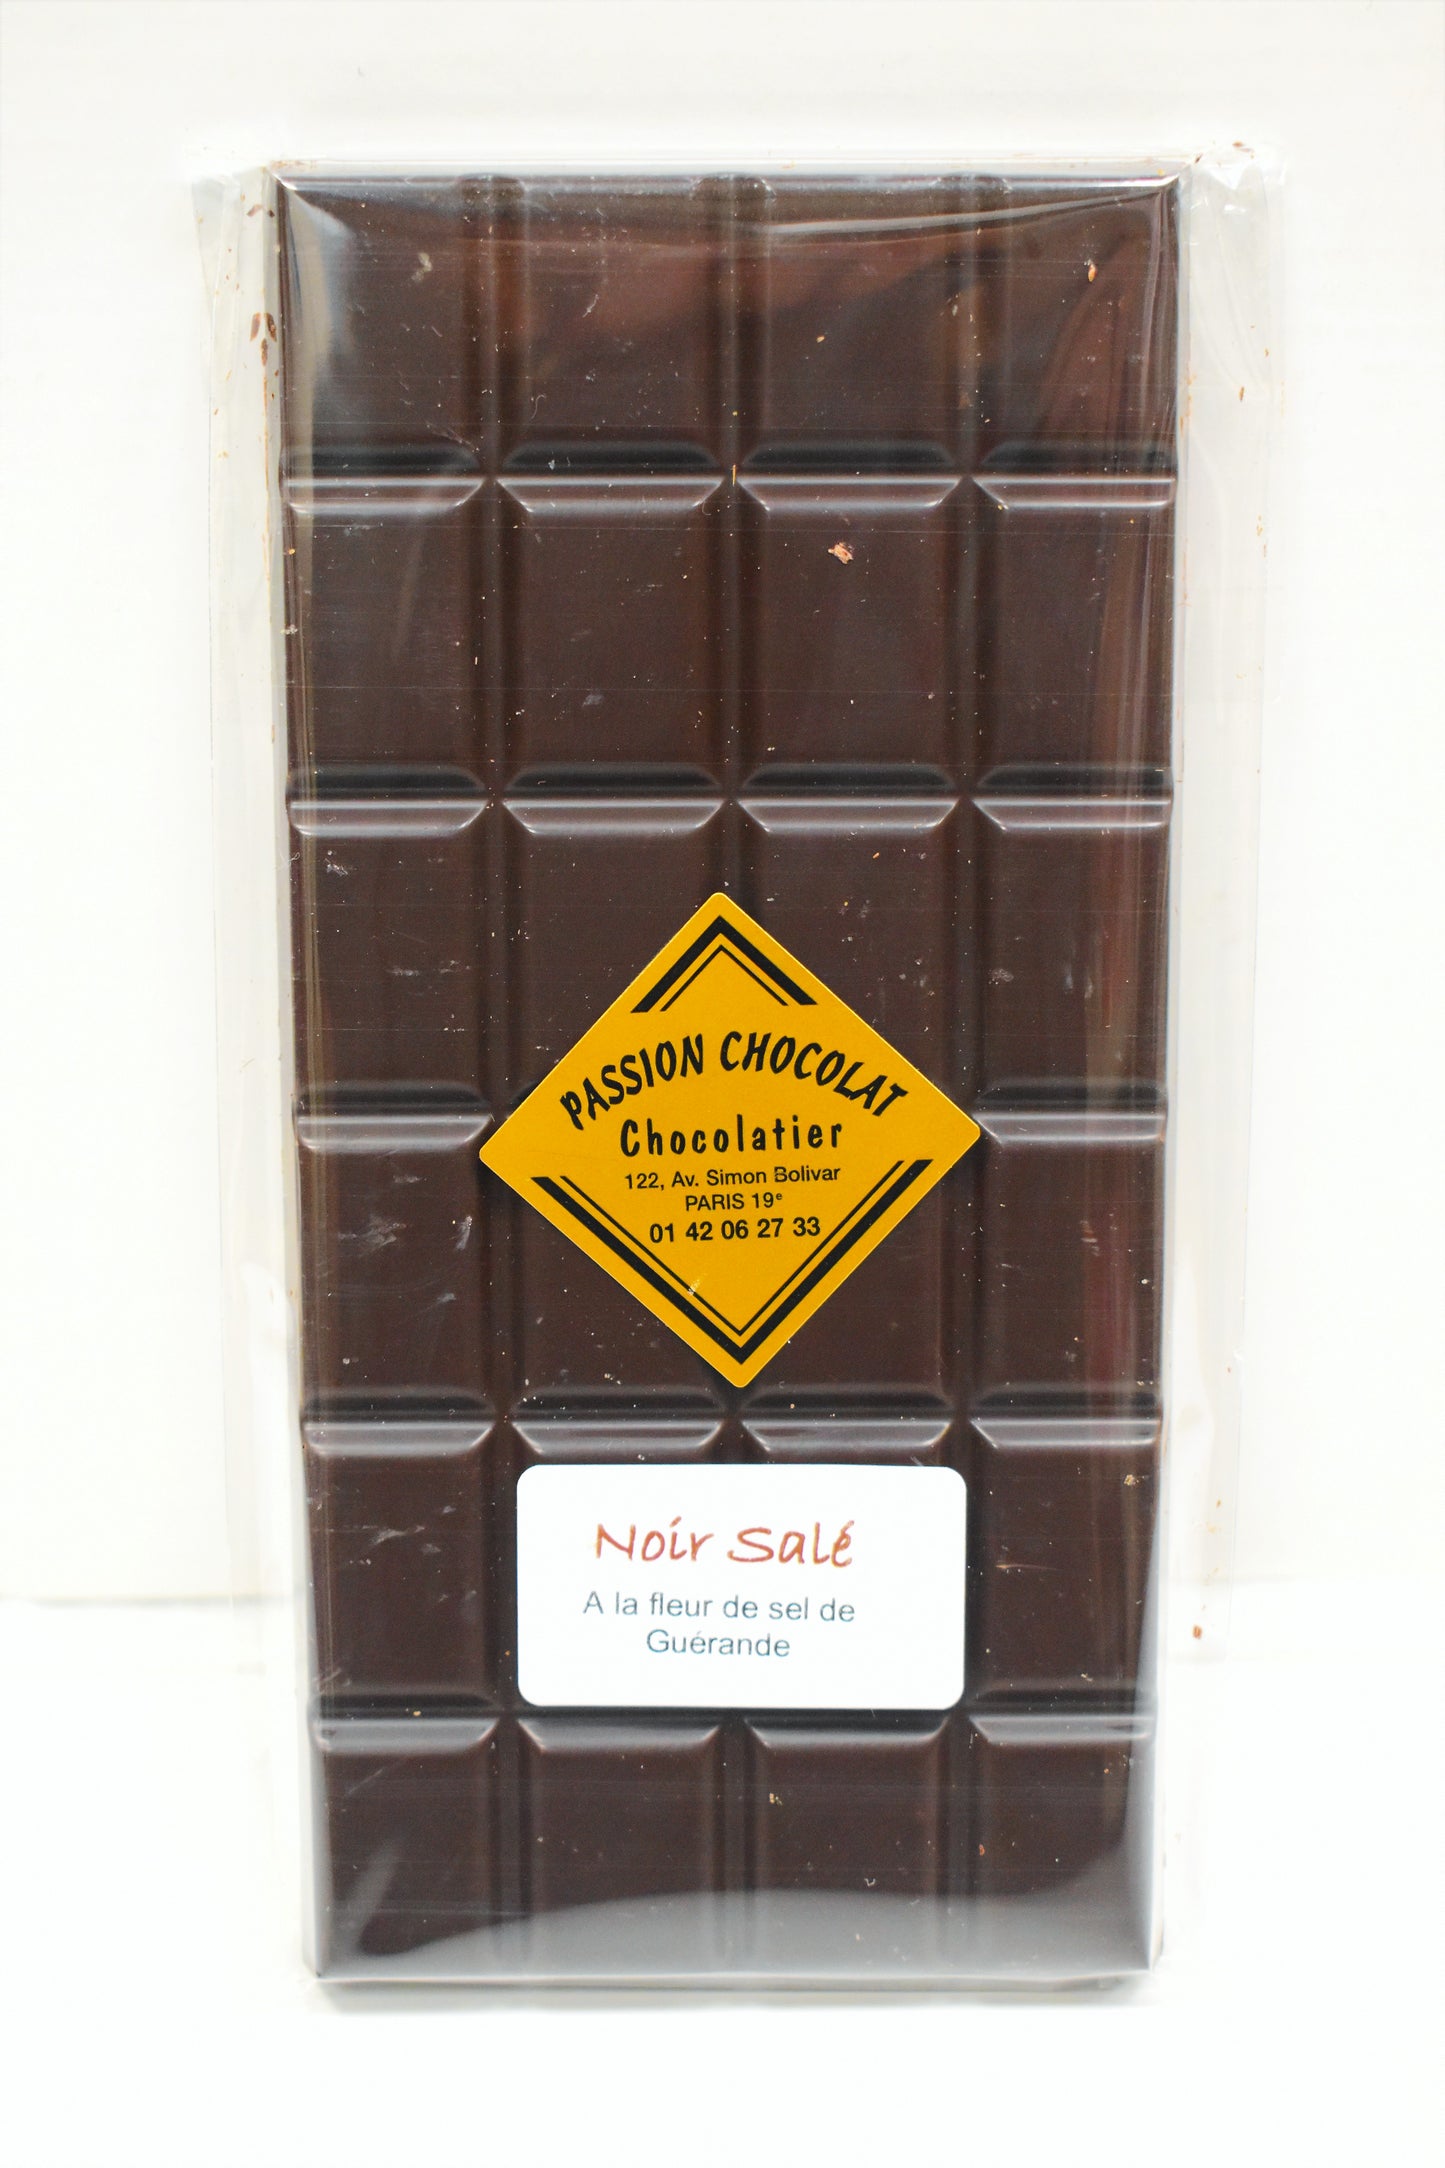 PASSION CHOCOLAT
Chocolatier
122, Av. Simon Bolivar
PARIS 19e
01 42 06 27 33
Noir Salé
A la fleur de sel de
Guérande